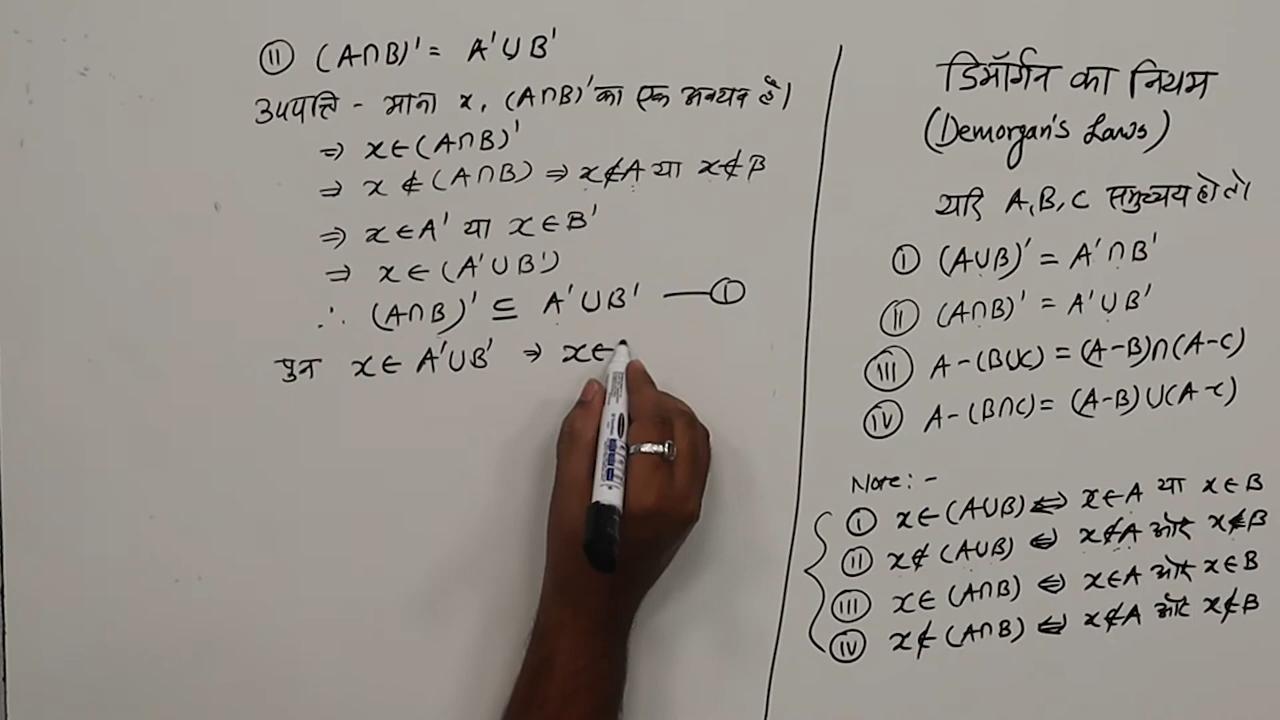 (II) (A∩B)' = A'∪B'
उपपत्ति - माना x, (A∩B)' का एक अवयव है।
⇒ x∈(A∩B)'
⇒ x∉(A∩B) ⇒ x∉A या x∉B
⇒ x∈A' या x∈B'
⇒ x∈(A'∪B')
∴ (A∩B)' ⊆ A'∪B' —(I)
पुन x∈A'∪B' ⇒ x∈
डिमॉर्गन का नियम
(Demorgan's Laws)
यदि A,B,C समुच्चय हो तो।
(I) (A∪B)' = A'∩B'
(II) (A∩B)' = A'∪B'
(III) A-(B∪C) = (A-B)∩(A-C)
(IV) A-(B∩C) = (A-B)∪(A-C)
Note:-
(I) x∈(A∪B) ⇔ x∈A या x∈B
(II) x∉(A∪B) ⇔ x∉A और x∉B
(III) x∈(A∩B) ⇔ x∈A और x∈B
(IV) x∉(A∩B) ⇔ x∉A और x∉B